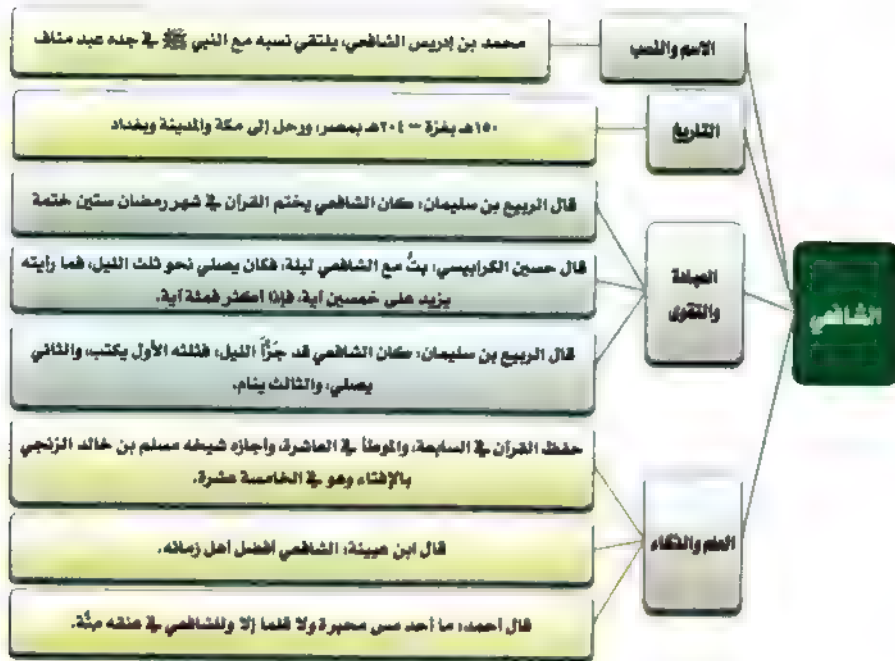 الشافعي
الاسم والنسب
محمد بن إدريس الشافعي، يلتقي نسبه مع النبي ﷺ في جده عبد مناف
التاريخ
١٥٠هـ بغزة – ٢٠٤هـ بمصر، ورحل إلى مكة والمدينة وبغداد
العبادة
والتقوى
قال الربيع بن سليمان: كان الشافعي يختم القرآن في شهر رمضان ستين ختمة
قال حسين الكرابيسي: بتُّ مع الشافعي ليلة، فكان يصلي نحو ثلث الليل، فما رأيته
يزيد على خمسين آية، فإذا أكثر فمئة آية.
قال الربيع بن سليمان: كان الشافعي قد جَزَّأ الليل: فثلثه الأول يكتب، والثاني
يصلي، والثالث ينام.
العلم والذكاء
حفظ القرآن في السابعة، والموطأ في العاشرة، وأجازه شيخه مسلم بن خالد الزنجي
بالإفتاء وهو في الخامسة عشرة.
قال ابن عيينة: الشافعي أفضل أهل زمانه.
قال أحمد: ما أحد مس محبرة ولا قلما إلا وللشافعي في عنقه منَّة.